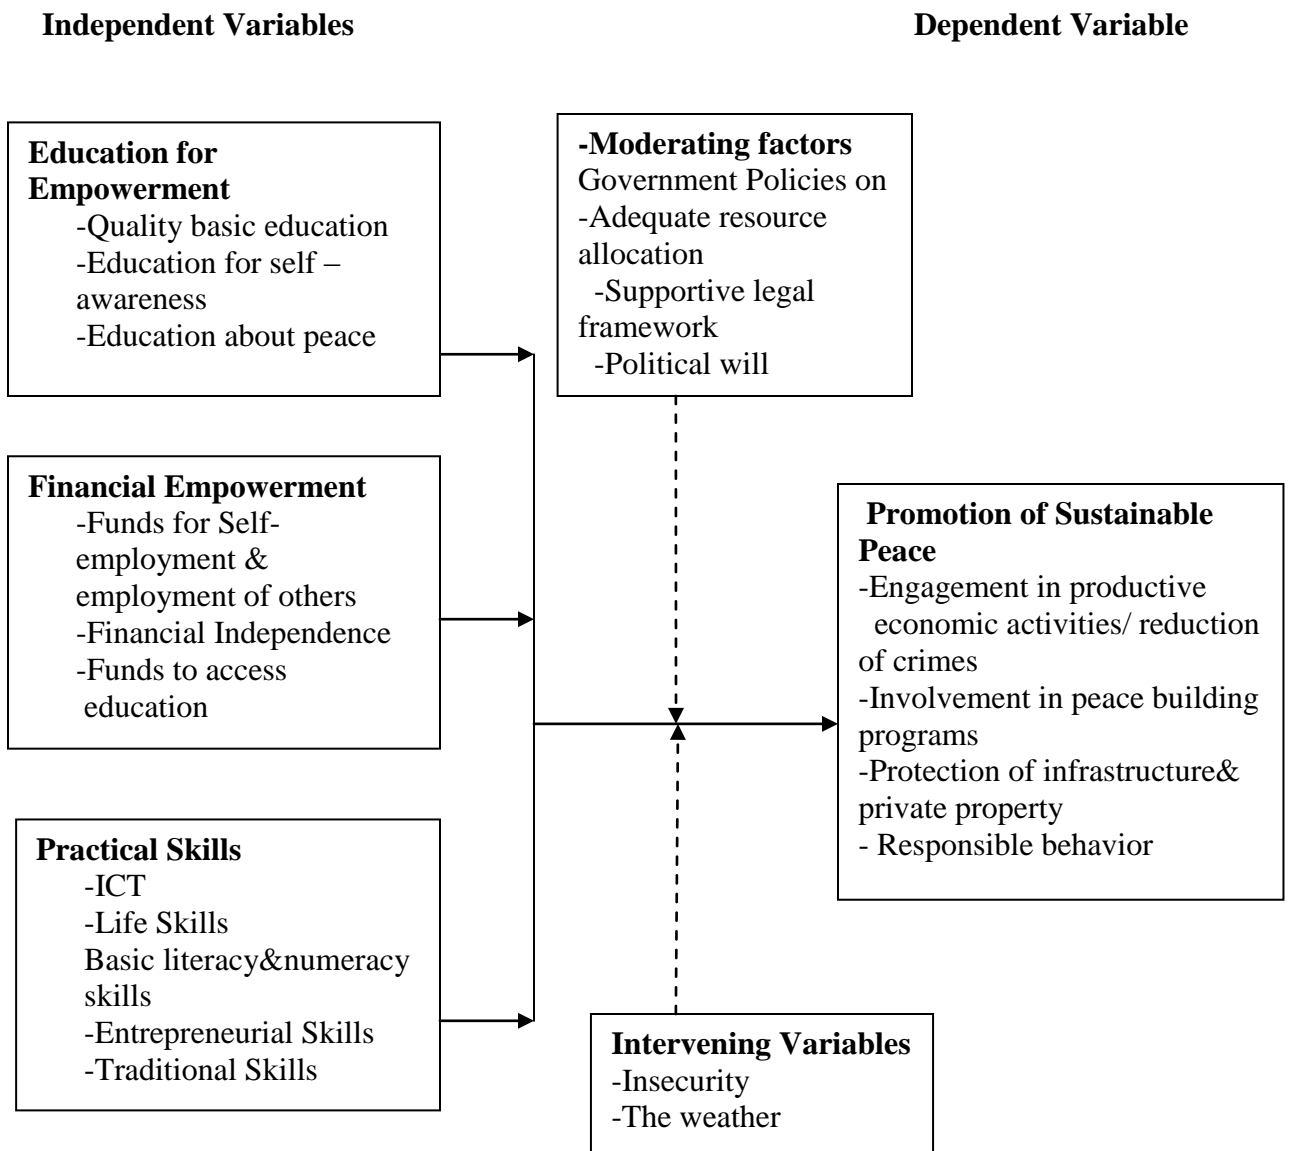 Independent Variables
Dependent Variable
Education for
Empowerment
-Quality basic education
-Education for self –
awareness
-Education about peace
-Moderating factors
Government Policies on
-Adequate resource
allocation
-Supportive legal
framework
-Political will
Financial Empowerment
-Funds for Self-
employment &
employment of others
-Financial Independence
-Funds to access
education
Promotion of Sustainable
Peace
-Engagement in productive
economic activities/ reduction
of crimes
-Involvement in peace building
programs
-Protection of infrastructure&
private property
- Responsible behavior
Practical Skills
-ICT
-Life Skills
Basic literacy&numeracy
skills
-Entrepreneurial Skills
-Traditional Skills
Intervening Variables
-Insecurity
-The weather